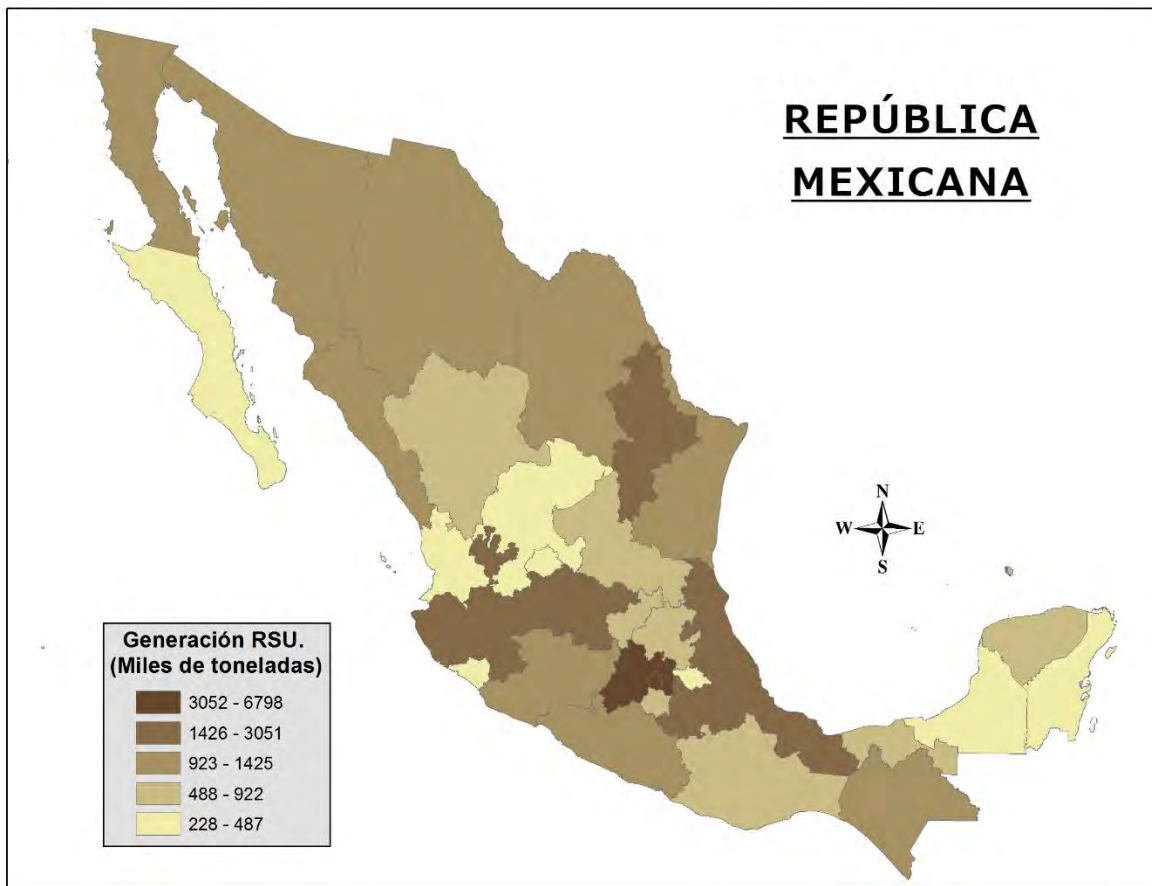 REPÚBLICA
MEXICANA
N
W E
S
Generación RSU.
(Miles de toneladas)
3052 - 6798
1426 - 3051
923 - 1425
488 - 922
228 - 487